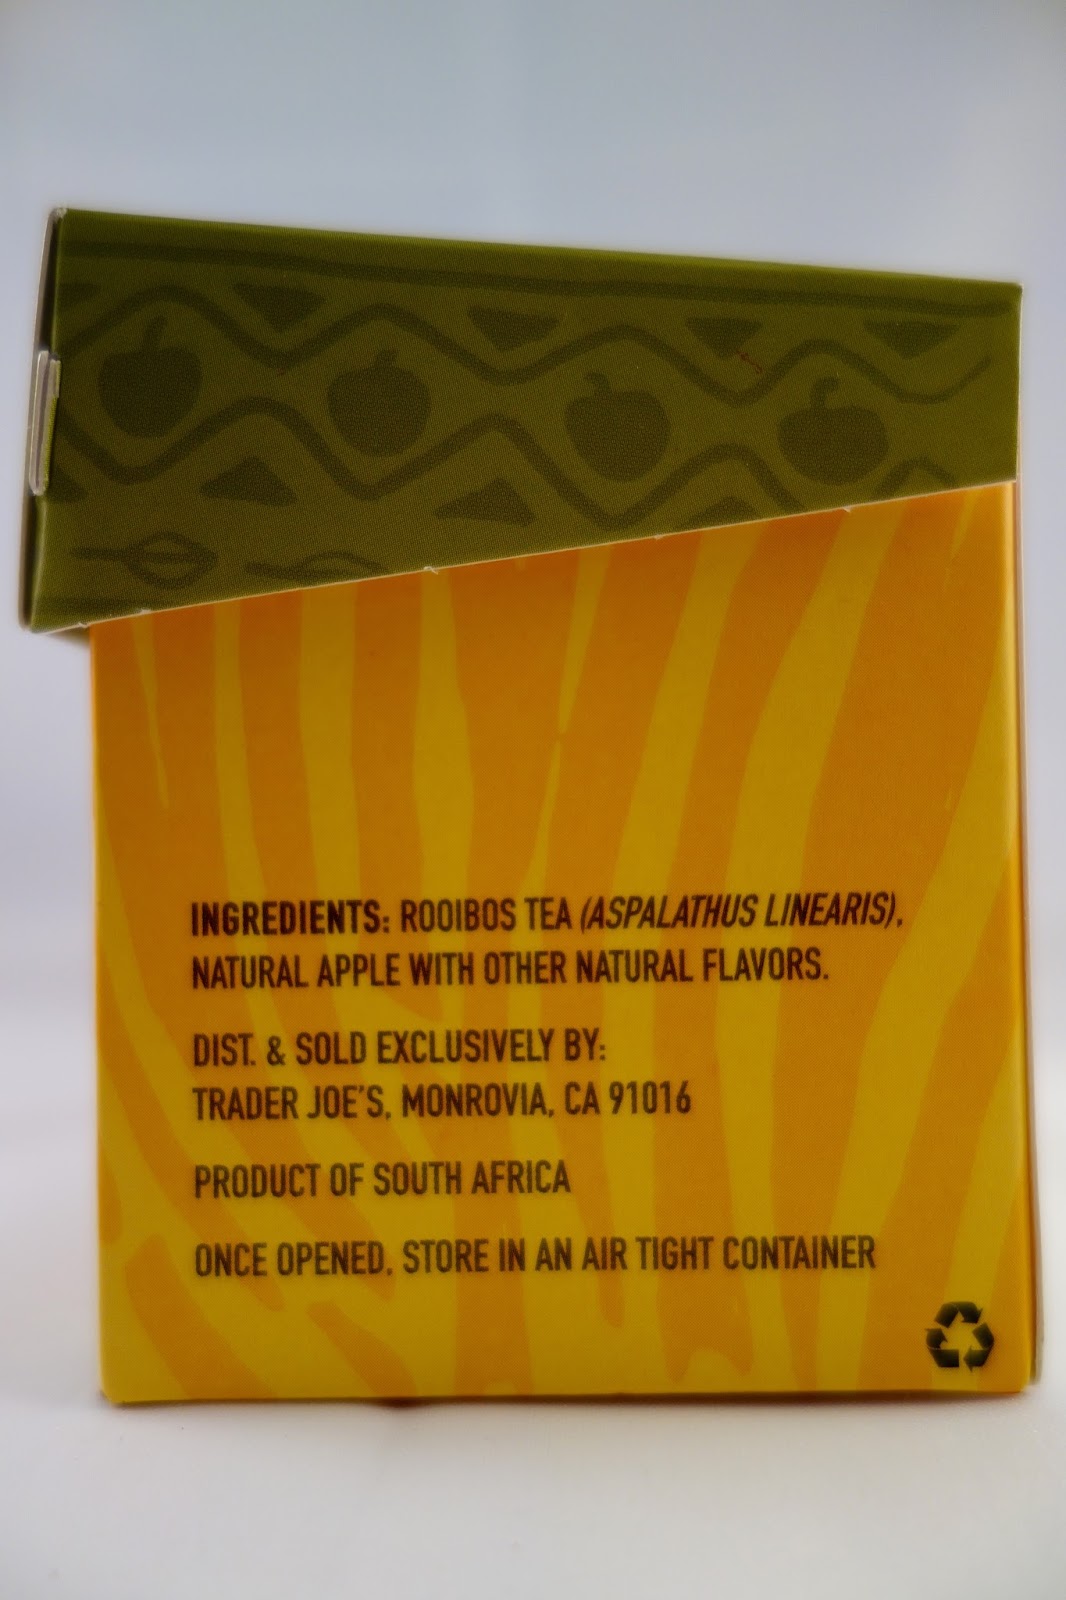 INGREDIENTS: ROOIBOS TEA (ASPALATHUS LINEARIS),
NATURAL APPLE WITH OTHER NATURAL FLAVORS.
DIST. & SOLD EXCLUSIVELY BY:
TRADER JOE'S, MONROVIA, CA 91016
PRODUCT OF SOUTH AFRICA
ONCE OPENED, STORE IN AN AIR TIGHT CONTAINER